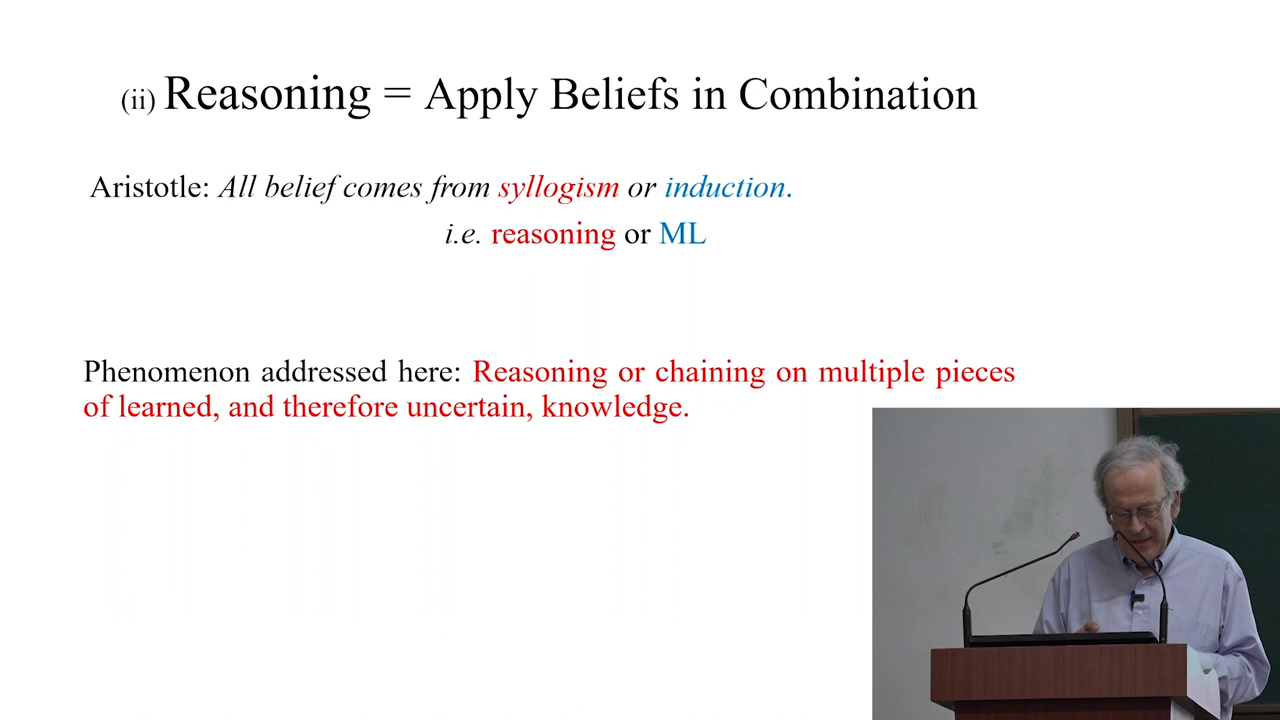 (ii) Reasoning = Apply Beliefs in Combination
Aristotle: All belief comes from syllogism or induction.
i.e. reasoning or ML
Phenomenon addressed here: Reasoning or chaining on multiple pieces
of learned, and therefore uncertain, knowledge.